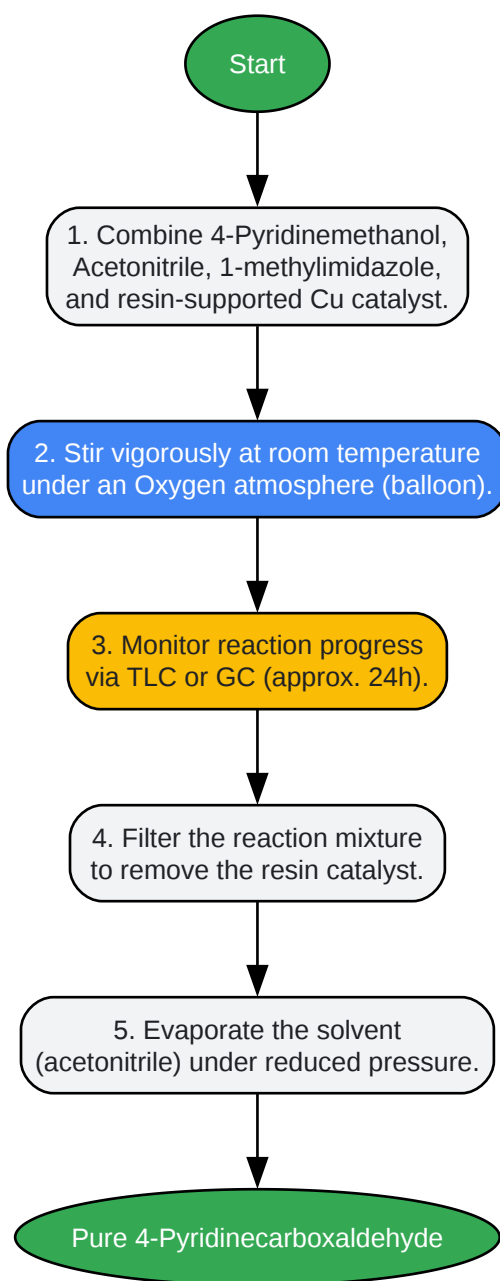 Start
1. Combine 4-Pyridinemethanol,
Acetonitrile, 1-methylimidazole,
and resin-supported Cu catalyst.
2. Stir vigorously at room temperature
under an Oxygen atmosphere (balloon).
3. Monitor reaction progress
via TLC or GC (approx. 24h).
4. Filter the reaction mixture
to remove the resin catalyst.
5. Evaporate the solvent
(acetonitrile) under reduced pressure.
Pure 4-Pyridinecarboxaldehyde